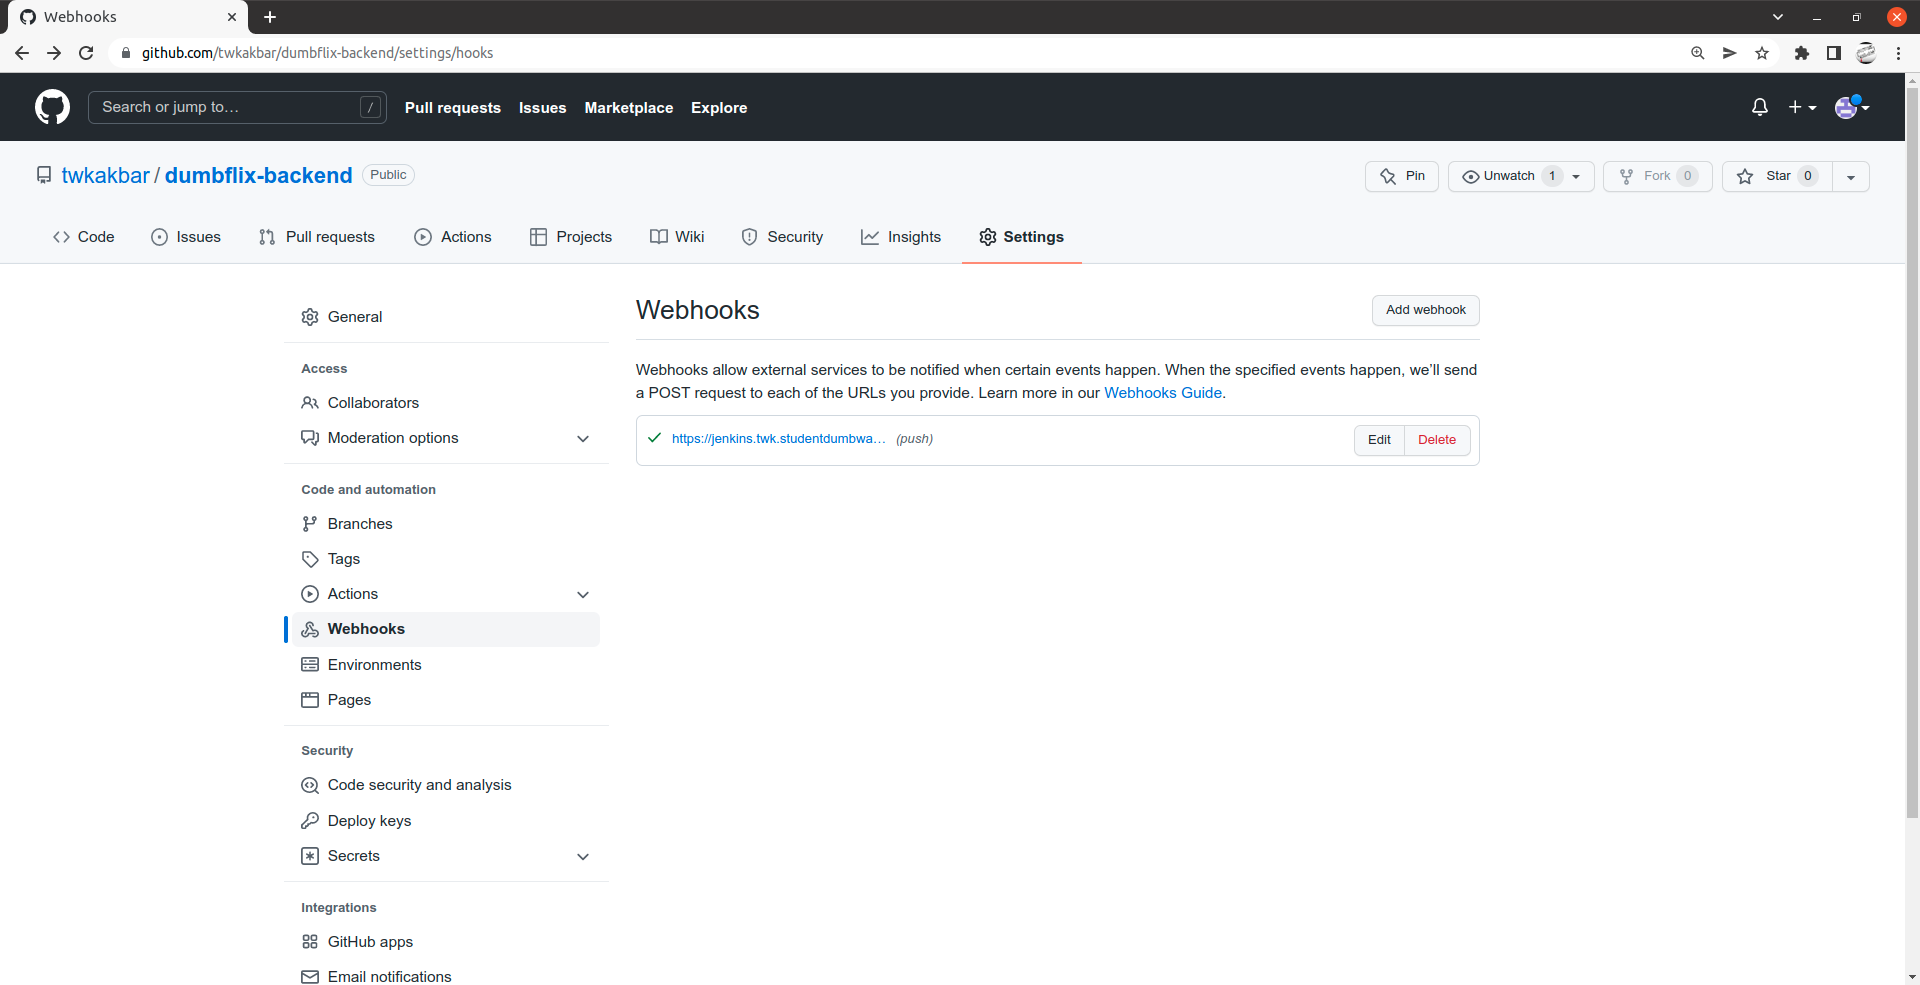 Webhooks
github.com/twkakbar/dumbflix-backend/settings/hooks
Search or jump to…
/
Pull requests
Issues
Marketplace
Explore
twkakbar / dumbflix-backend
Public
Pin
Unwatch 1
Fork 0
Star 0
Code
Issues
Pull requests
Actions
Projects
Wiki
Security
Insights
Settings
General
Access
Collaborators
Moderation options
Code and automation
Branches
Tags
Actions
Webhooks
Environments
Pages
Security
Code security and analysis
Deploy keys
Secrets
Integrations
GitHub apps
Email notifications
Webhooks
Add webhook
Webhooks allow external services to be notified when certain events happen. When the specified events happen, we’ll send
a POST request to each of the URLs you provide. Learn more in our Webhooks Guide.
https://jenkins.twk.studentdumbwa… (push)
Edit
Delete